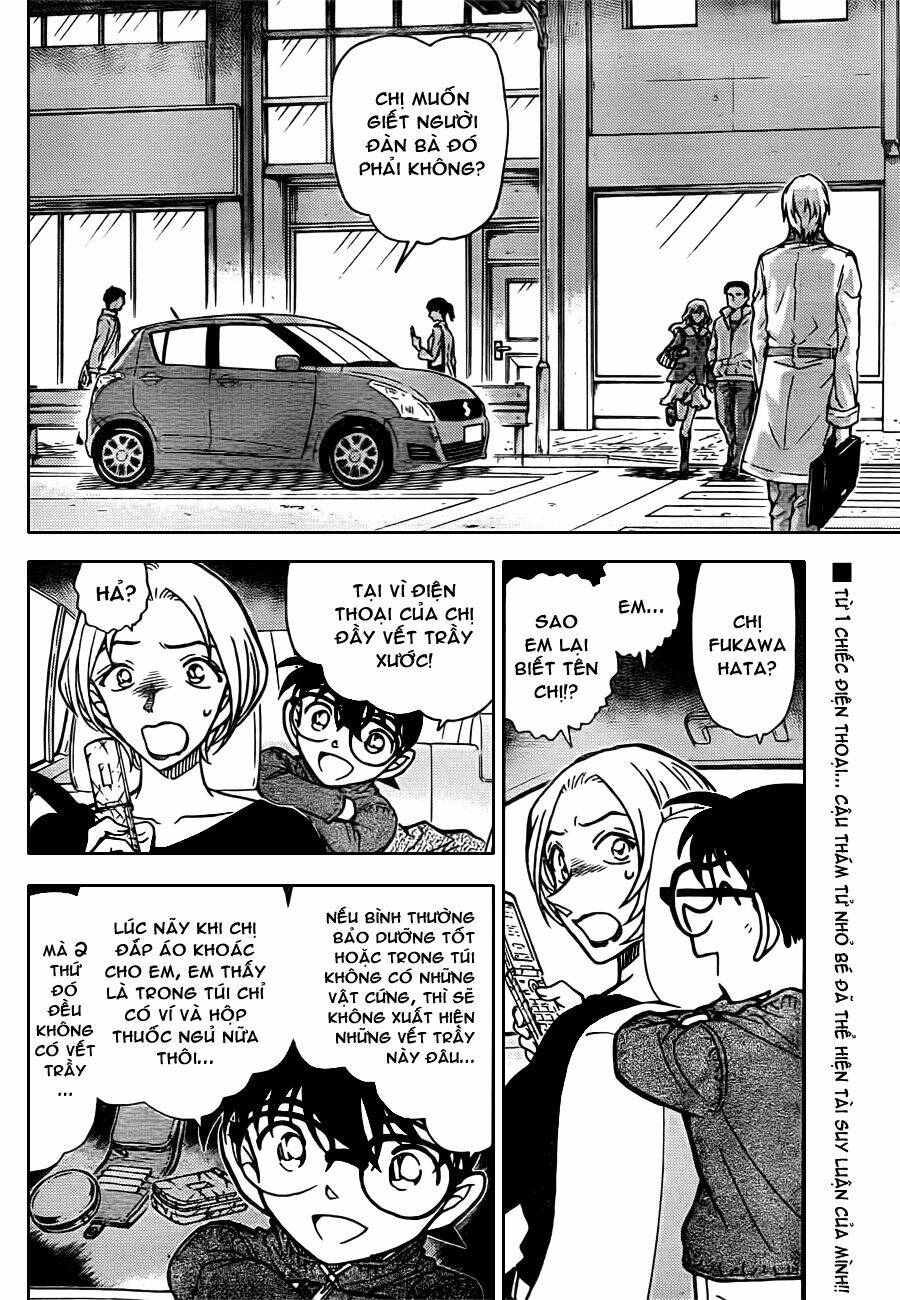 CHỊ MUỐN
GIẾT NGƯỜI
ĐÀN BÀ ĐÓ
PHẢI KHÔNG?
CHỊ
FUKAWA
HATA?
EM...
SAO
EM LẠI
BIẾT TÊN
CHỊ!?
TẠI VÌ ĐIỆN
THOẠI CỦA CHỊ
ĐẦY VẾT TRẦY
XƯỚC!
HẢ?
NẾU BÌNH THƯỜNG
BẢO DƯỠNG TỐT
HOẶC TRONG TÚI
KHÔNG CÓ NHỮNG
VẬT CỨNG, THÌ SẼ
KHÔNG XUẤT HIỆN
NHỮNG VẾT TRẦY
NÀY ĐÂU...
LÚC NÃY KHI CHỊ
ĐẮP ÁO KHOÁC
CHO EM, EM THẤY
LÀ TRONG TÚI CHỈ
CÓ VÍ VÀ HỘP
THUỐC NGỦ NỮA
THÔI...
MÀ 2
THỨ
ĐÓ
ĐỀU
KHÔNG
CÓ VẾT
TRẦY
...
■ TỪ 1 CHIẾC ĐIỆN THOẠI... CẬU THÁM TỬ NHỎ BÉ ĐÃ THỂ HIỆN TÀI SUY LUẬN CỦA MÌNH!!